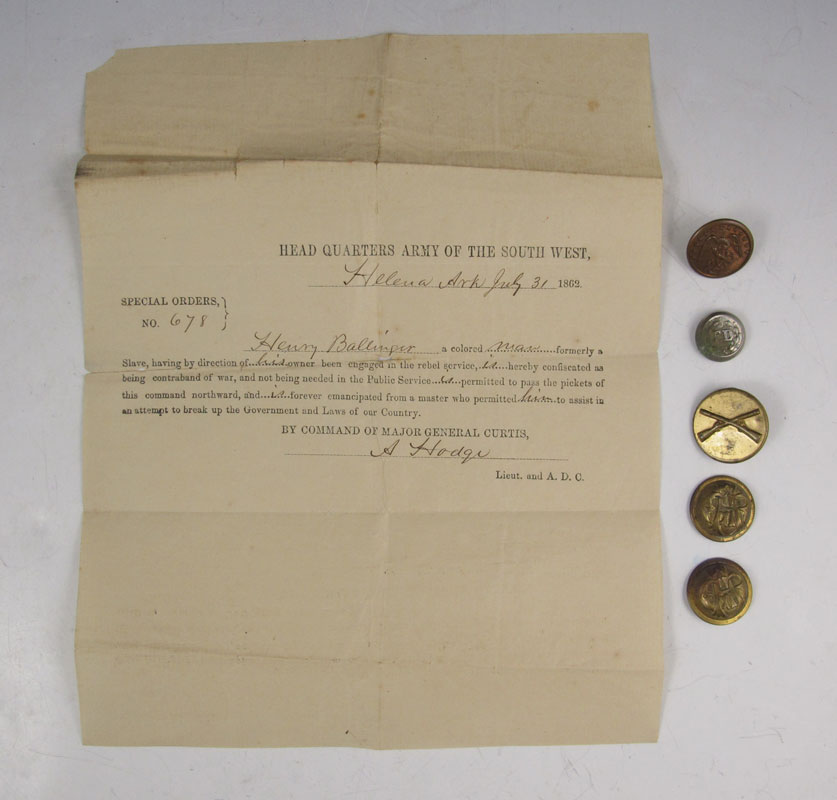 HEAD QUARTERS ARMY OF THE SOUTH WEST,
Helena Ark July 31 1862.
SPECIAL ORDERS,
NO. 678
Henry Ballinger a colored man formerly a
Slave, having by direction of his owner been engaged in the rebel service, is hereby confiscated as
being contraband of war, and not being needed in the Public Service is permitted to pass the pickets of
this command northward, and is forever emancipated from a master who permitted him to assist in
an attempt to break up the Government and Laws of our Country.
BY COMMAND OF MAJOR GENERAL CURTIS,
A Hodge
Lieut. and A. D. C.